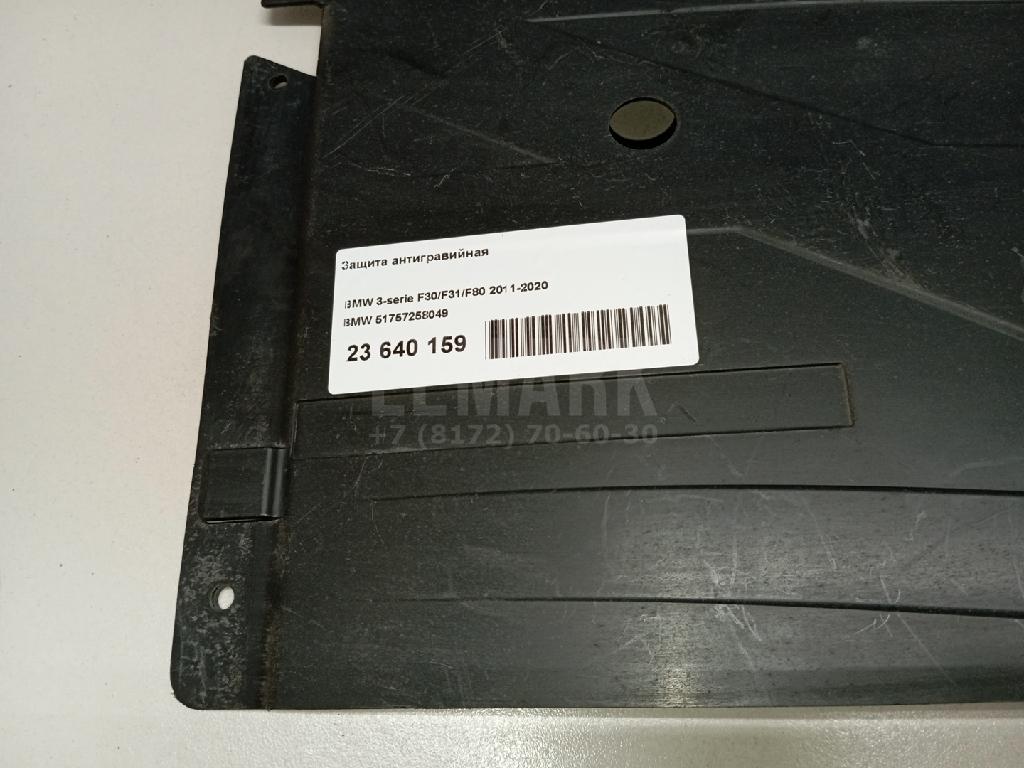 Защита антигравийная
BMW 3-serie F30/F31/F80 2011-2020
BMW 51757258049
23 640 159
LEMARK
+7 (8172) 70-60-30